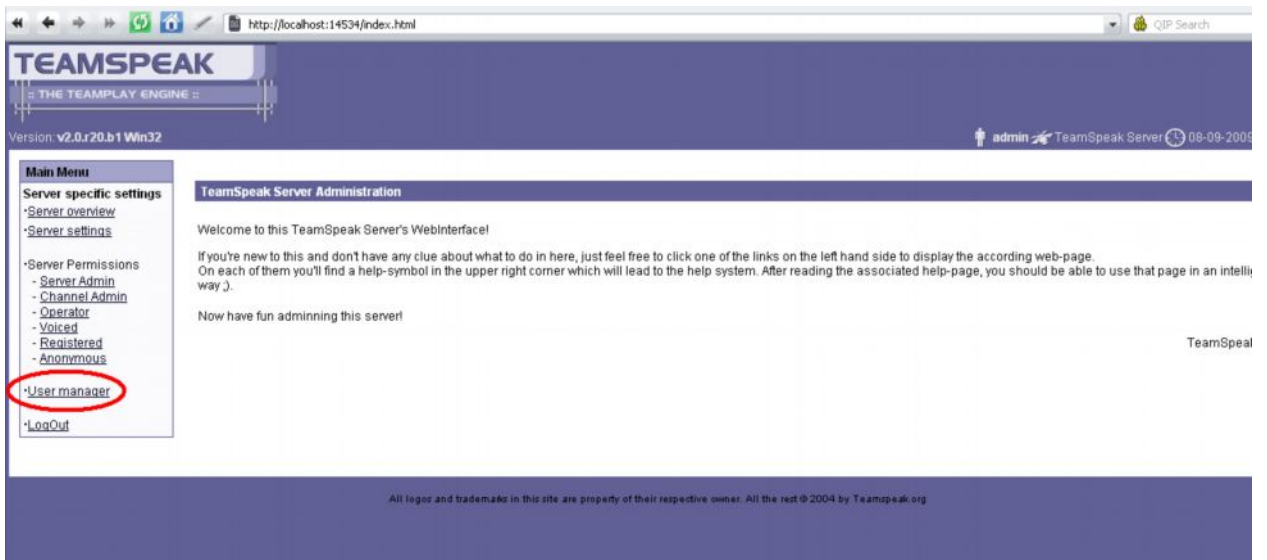 http://localhost:14534/index.html
QIP Search
TEAMSPEAK
:: THE TEAMPLAY ENGINE ::
Version: v2.0.r20.b1 Win32
admin TeamSpeak Server 08-09-2009
Main Menu
Server specific settings
·Server overview
·Server settings
·Server Permissions
- Server Admin
- Channel Admin
- Operator
- Voiced
- Registered
- Anonymous
·User manager
·LogOut
TeamSpeak Server Administration
Welcome to this TeamSpeak Server's WebInterface!
If you're new to this and don't have any clue about what to do in here, just feel free to click one of the links on the left hand side to display the according web-page.
On each of them you'll find a help-symbol in the upper right corner which will lead to the help system. After reading the associated help-page, you should be able to use that page in an intelli
way ;).
Now have fun adminning this server!
TeamSpeak
All logos and trademarks in this site are property of their respective owner. All the rest © 2004 by Teamspeak.org